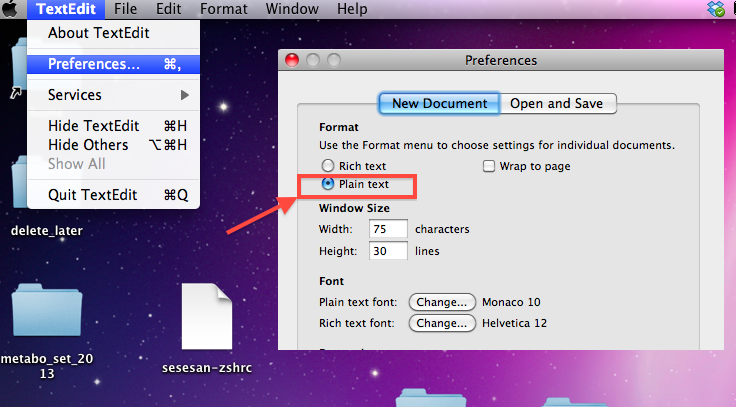 TextEdit File Edit Format Window Help
About TextEdit
Preferences... ⌘,
Services
Hide TextEdit ⌘H
Hide Others ⌥⌘H
Show All
Quit TextEdit ⌘Q
Preferences
New Document Open and Save
Format
Use the Format menu to choose settings for individual documents.
Rich text Wrap to page
Plain text
Window Size
Width: 75 characters
Height: 30 lines
Font
Plain text font: Change... Monaco 10
Rich text font: Change... Helvetica 12
delete_later
metabo_set_20
13
sesesan-zshrc